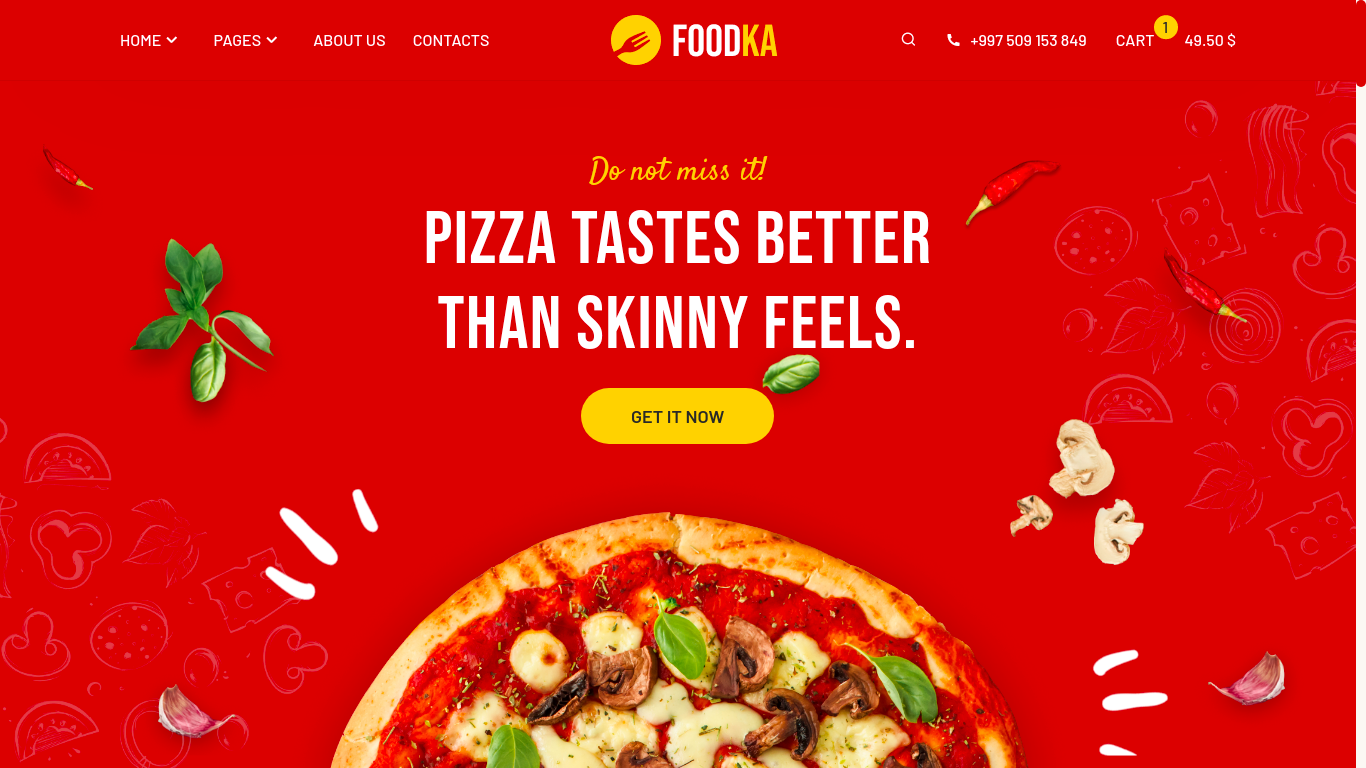 HOME PAGES ABOUT US CONTACTS FOODKA +997 509 153 849 CART 1 49.50 $
Do not miss it!
PIZZA TASTES BETTER
THAN SKINNY FEELS.
GET IT NOW